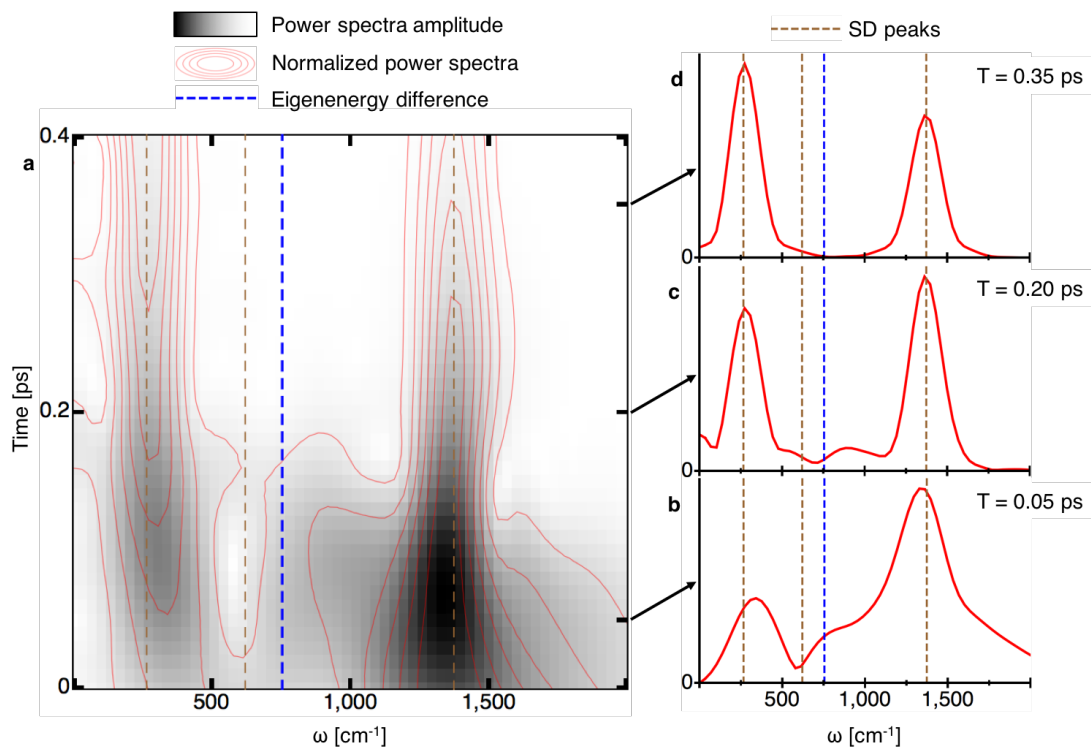 Power spectra amplitude
Normalized power spectra
Eigenenergy difference
SD peaks
a
0.4
0.2
0
Time [ps]
500
1,000
1,500
ω [cm⁻¹]
d
T = 0.35 ps
0
c
T = 0.20 ps
0
b
T = 0.05 ps
0
500
1,000
1,500
ω [cm⁻¹]